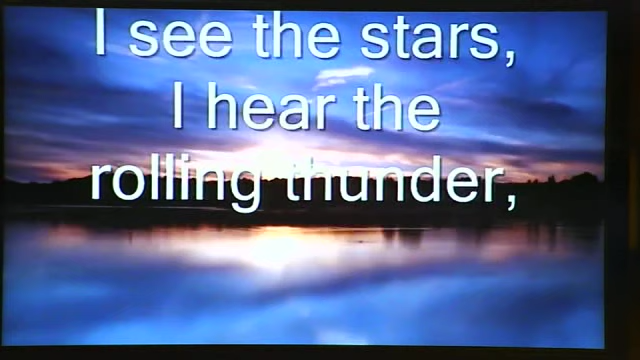 I see the stars,
I hear the
rolling thunder,